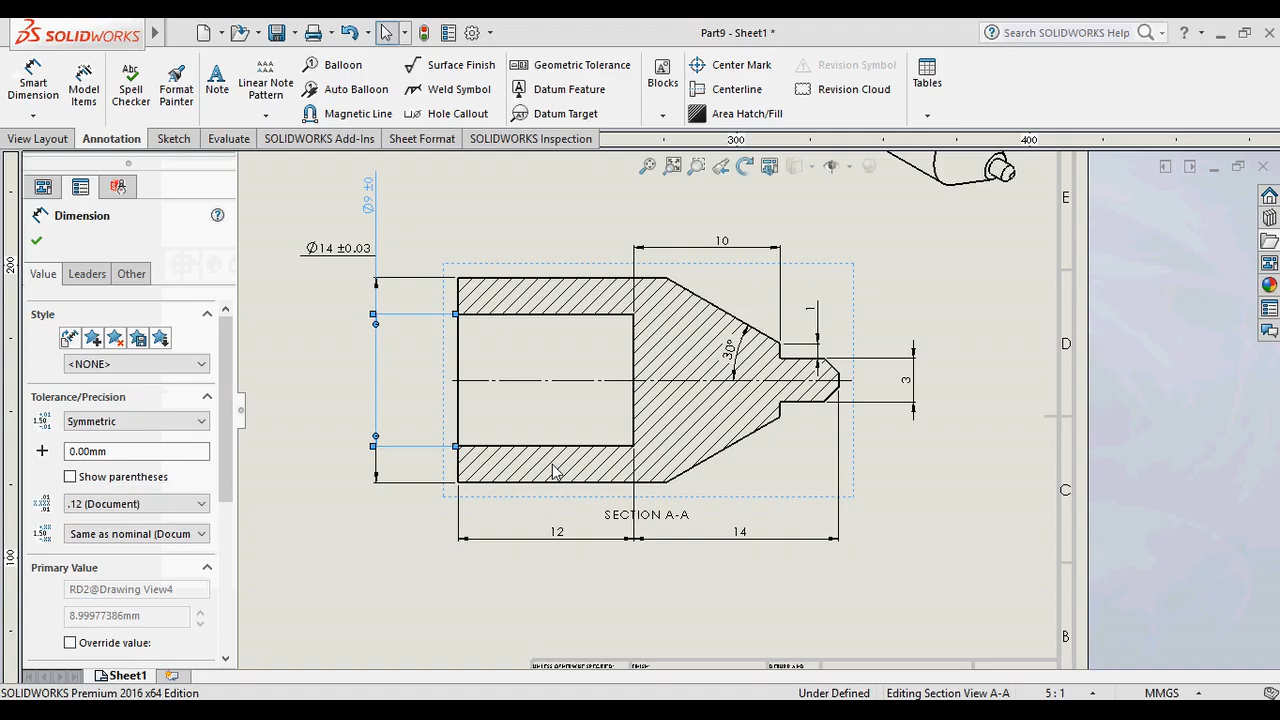 SOLIDWORKS
Part9 - Sheet1 *
Search SOLIDWORKS Help
?
Smart Dimension
Model Items
Spell Checker
Format Painter
Note
Linear Note Pattern
Balloon
Auto Balloon
Magnetic Line
Surface Finish
Weld Symbol
Hole Callout
Geometric Tolerance
Datum Feature
Datum Target
Blocks
Center Mark
Centerline
Area Hatch/Fill
Revision Symbol
Revision Cloud
Tables
View Layout
Annotation
Sketch
Evaluate
SOLIDWORKS Add-Ins
Sheet Format
SOLIDWORKS Inspection
300
400
200
100
Dimension
Value
Leaders
Other
Style
<NONE>
Tolerance/Precision
Symmetric
0.00mm
Show parentheses
.12 (Document)
Same as nominal (Docum
Primary Value
RD2@Drawing View4
8.99977386mm
Override value:
Ø9 ±0
Ø14 ±0.03
10
1
30°
3
SECTION A-A
12
14
E
D
C
B
Sheet1
SOLIDWORKS Premium 2016 x64 Edition
Under Defined
Editing Section View A-A
5 : 1
MMGS